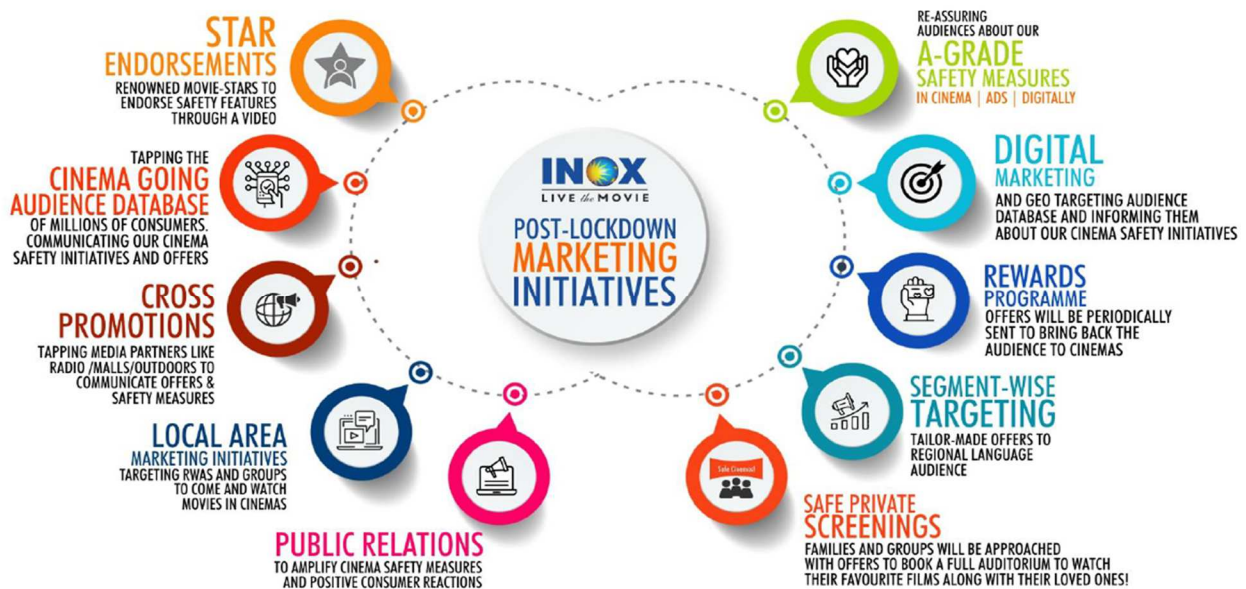 STAR
ENDORSEMENTS
RENOWNED MOVIE-STARS TO
ENDORSE SAFETY FEATURES
THROUGH A VIDEO
TAPPING THE
CINEMA GOING
AUDIENCE DATABASE
OF MILLIONS OF CONSUMERS.
COMMUNICATING OUR CINEMA
SAFETY INITIATIVES AND OFFERS
CROSS
PROMOTIONS
TAPPING MEDIA PARTNERS LIKE
RADIO /MALLS/OUTDOORS TO
COMMUNICATE OFFERS &
SAFETY MEASURES
LOCAL AREA
MARKETING INITIATIVES
TARGETING RWAS AND GROUPS
TO COME AND WATCH
MOVIES IN CINEMAS
PUBLIC RELATIONS
TO AMPLIFY CINEMA SAFETY MEASURES
AND POSITIVE CONSUMER REACTIONS
INOX
LIVE the MOVIE
POST-LOCKDOWN
MARKETING
INITIATIVES
RE-ASSURING
AUDIENCES ABOUT OUR
A-GRADE
SAFETY MEASURES
IN CINEMA | ADS | DIGITALLY
DIGITAL
MARKETING
AND GEO TARGETING AUDIENCE
DATABASE AND INFORMING THEM
ABOUT OUR CINEMA SAFETY INITIATIVES
REWARDS
PROGRAMME
OFFERS WILL BE PERIODICALLY
SENT TO BRING BACK THE
AUDIENCE TO CINEMAS
SEGMENT-WISE
TARGETING
TAILOR-MADE OFFERS TO
REGIONAL LANGUAGE
AUDIENCE
SAFE PRIVATE
SCREENINGS
FAMILIES AND GROUPS WILL BE APPROACHED
WITH OFFERS TO BOOK A FULL AUDITORIUM TO WATCH
THEIR FAVOURITE FILMS ALONG WITH THEIR LOVED ONES!